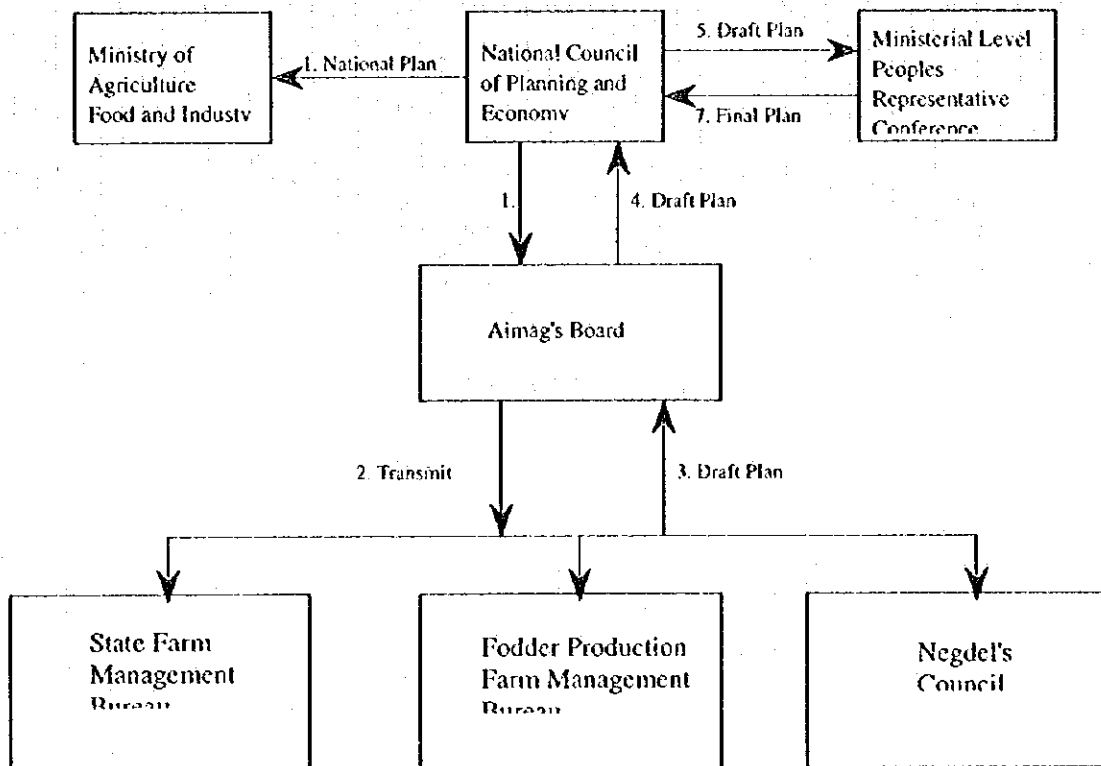 Ministry of
Agriculture
Food and Industy
1. National Plan
National Council
of Planning and
Economy
5. Draft Plan
7. Final Plan
Ministerial Level
Peoples
Representative
Conference
1.
4. Draft Plan
Aimag's Board
2. Transmit
3. Draft Plan
State Farm
Management
Bureau
Fodder Production
Farm Management
Bureau
Negdel's
Council